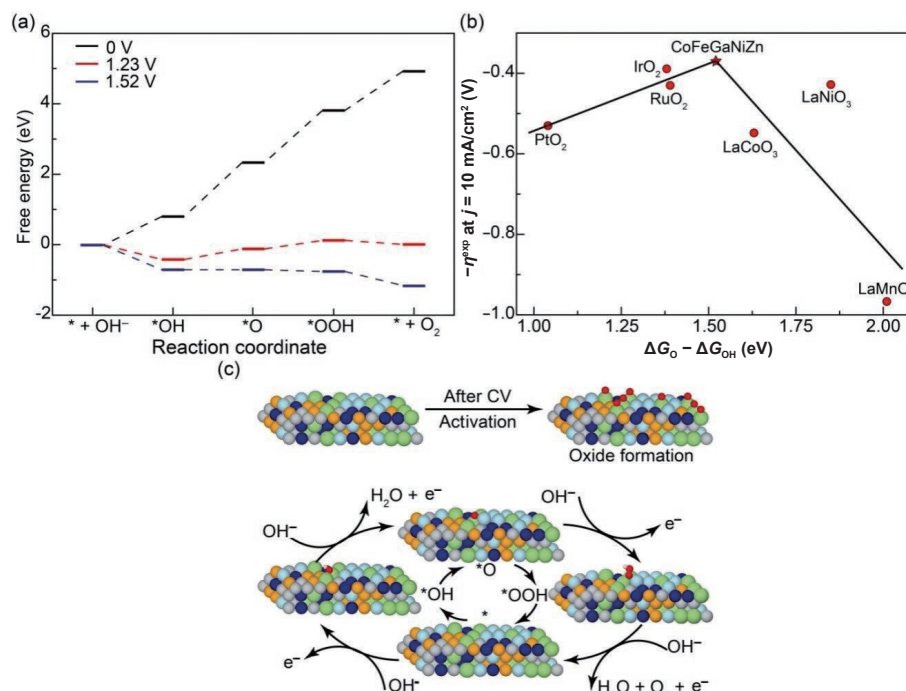 (a)
6
4
2
0
-2
Free energy (eV)
0 V
1.23 V
1.52 V
* + OH⁻
*OH
*O
*OOH
* + O₂
Reaction coordinate
(b)
−0.4
−0.6
−0.8
−1.0
−η^exp at j = 10 mA/cm² (V)
CoFeGaNiZn
IrO₂
RuO₂
PtO₂
LaNiO₃
LaCoO₃
LaMnO
1.00
1.25
1.50
1.75
2.00
ΔG_O − ΔG_OH (eV)
(c)
After CV
Activation
Oxide formation
H₂O + e⁻
OH⁻
OH⁻
e⁻
*O
*OH
*OOH
*
e⁻
OH⁻
OH⁻
H₂O + O + e⁻